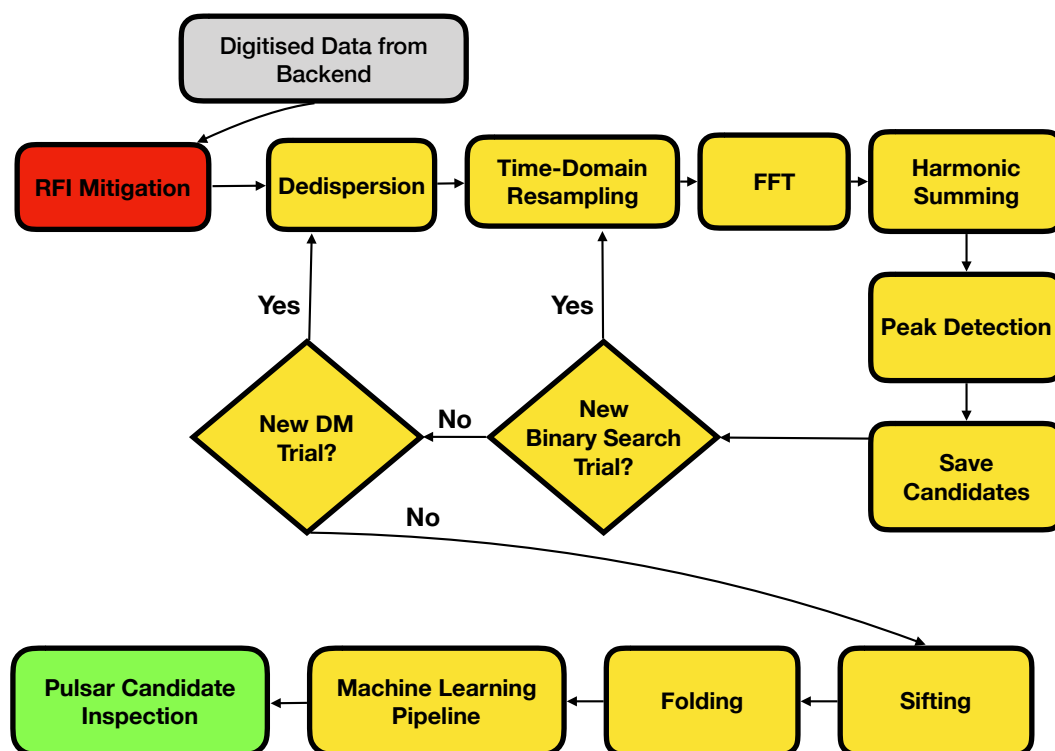 Digitised Data from
Backend
RFI Mitigation
Dedispersion
Time-Domain
Resampling
FFT
Harmonic
Summing
Peak Detection
Save
Candidates
Yes
Yes
New
Binary Search
Trial?
No
New DM
Trial?
No
Sifting
Folding
Machine Learning
Pipeline
Pulsar Candidate
Inspection